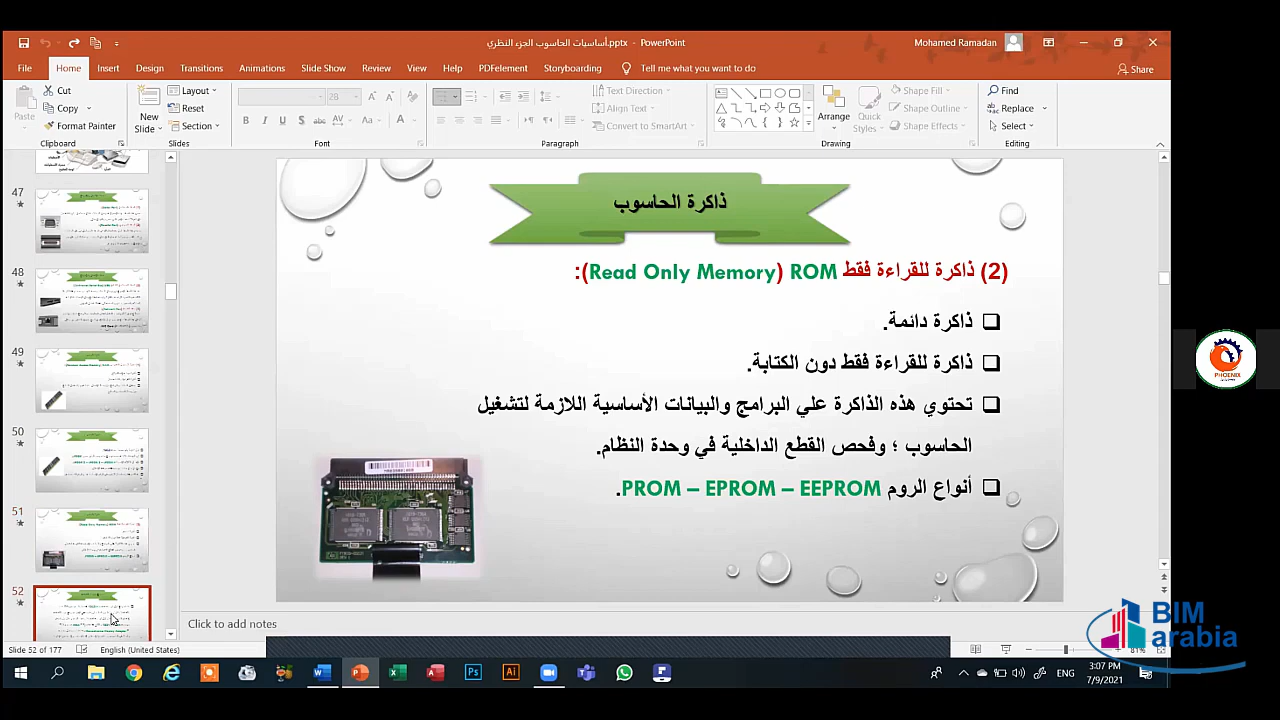 أساسيات الحاسوب الجزء النظري.pptx - PowerPoint
Mohamed Ramadan
File Home Insert Design Transitions Animations Slide Show Review View Help PDFelement Storyboarding Tell me what you want to do
Share
Paste
Cut
Copy
Format Painter
New Slide
Layout
Reset
Section
28
Text Direction
Align Text
Convert to SmartArt
Arrange
Quick Styles
Shape Fill
Shape Outline
Shape Effects
Find
Replace
Select
Clipboard Slides Font Paragraph Drawing Editing
47
48
49
50
51
52
ذاكرة الحاسوب
(2) ذاكرة للقراءة فقط ROM (Read Only Memory):
ذاكرة دائمة.
ذاكرة للقراءة فقط دون الكتابة.
تحتوي هذه الذاكرة علي البرامج والبيانات الأساسية اللازمة لتشغيل
الحاسوب ؛ وفحص القطع الداخلية في وحدة النظام.
أنواع الروم PROM – EPROM – EEPROM.
Click to add notes
Slide 52 of 177
English (United States)
81%
ENG
3:07 PM
7/9/2021
PHOENIX
BIM
arabia